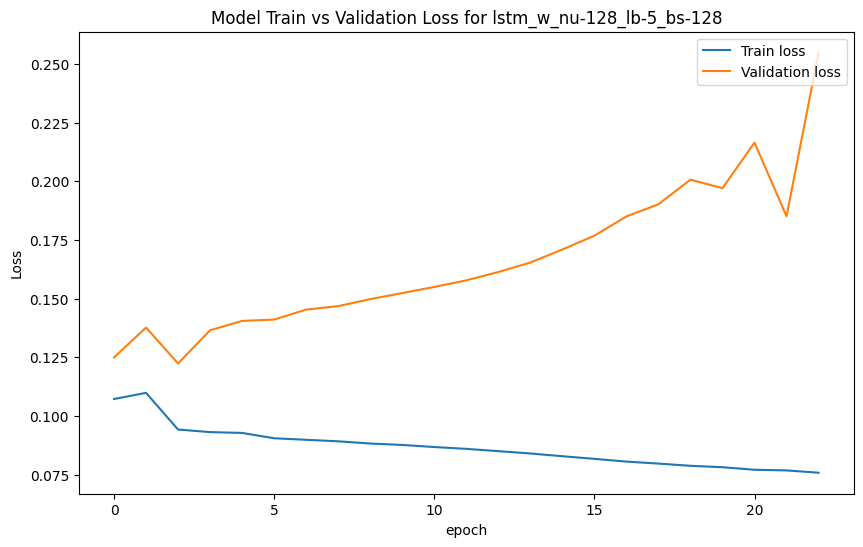 Model Train vs Validation Loss for lstm_w_nu-128_lb-5_bs-128
Train loss
Validation loss
0.250
0.225
0.200
0.175
0.150
0.125
0.100
0.075
Loss
0 5 10 15 20
epoch